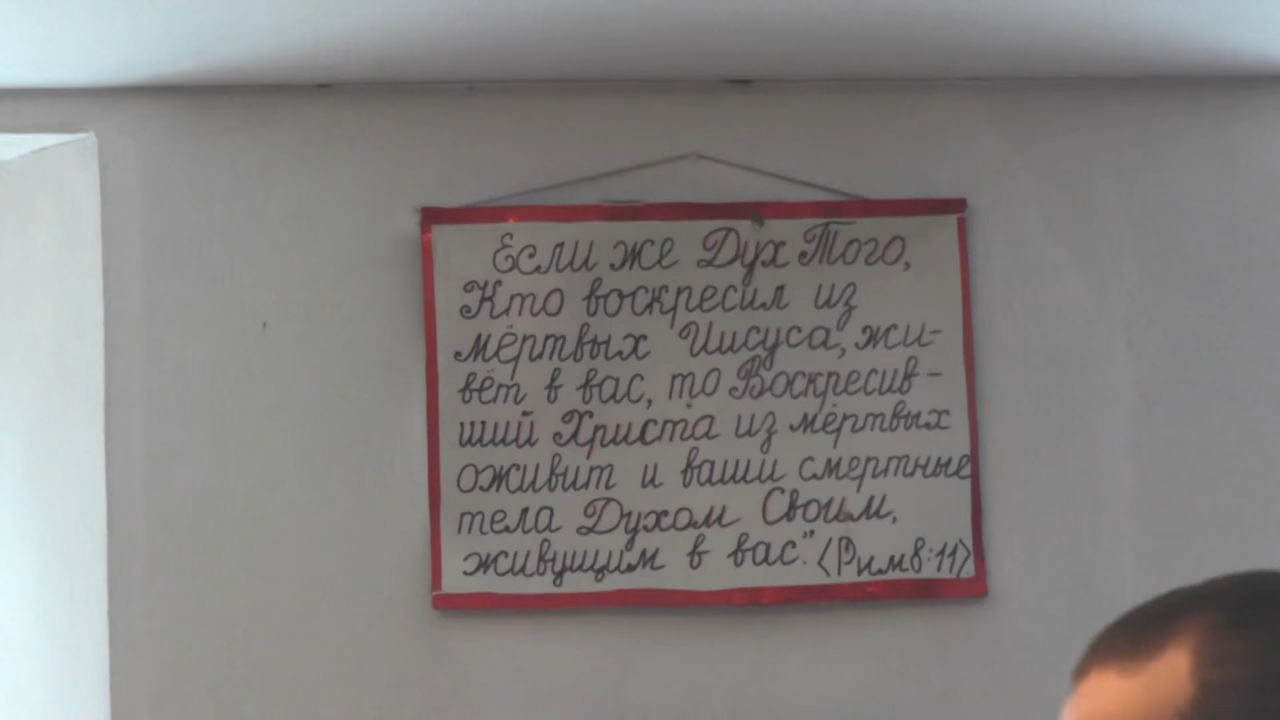 Если же Дух Того,
Кто воскресил из
мёртвых Иисуса, жи-
вёт в вас, то Воскресив-
ший Христа из мёртвых
оживит и ваши смертные
тела Духом Своим,
живущим в вас." (Рим 8:11)